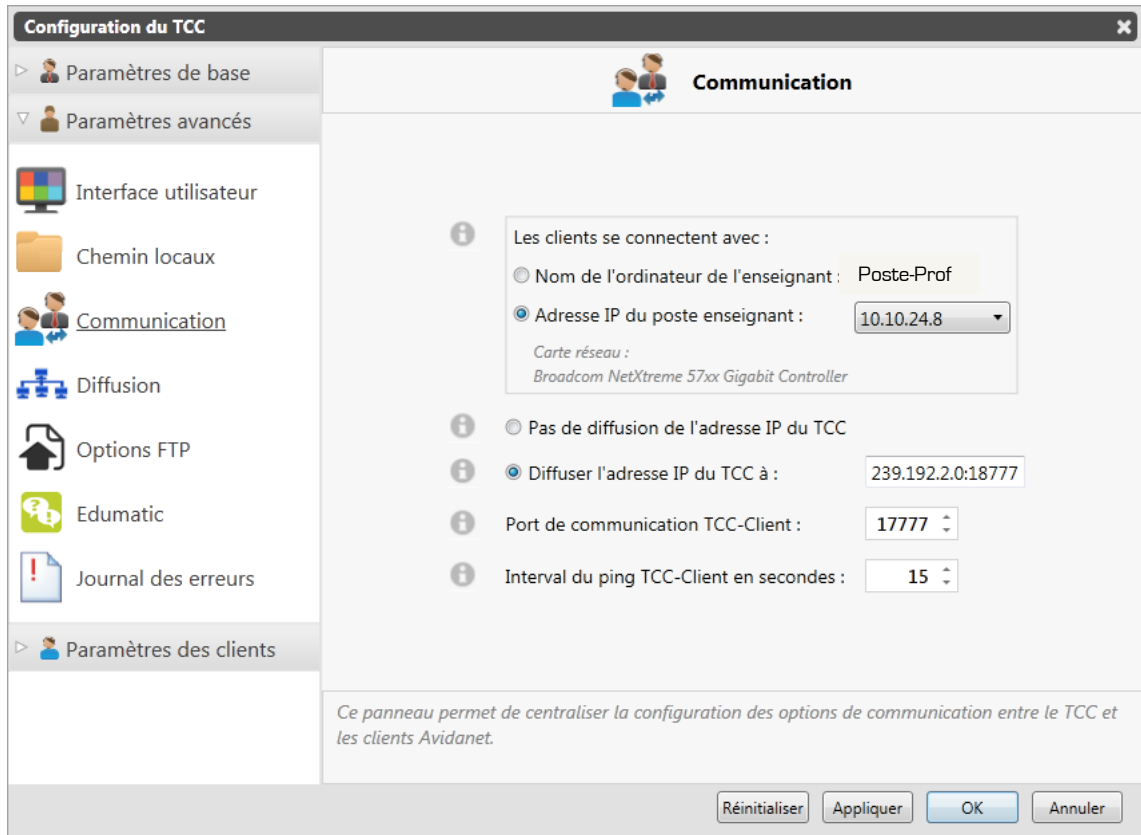 Configuration du TCC
Paramètres de base
Paramètres avancés
Interface utilisateur
Chemin locaux
Communication
Diffusion
Options FTP
Edumatic
Journal des erreurs
Paramètres des clients
Communication
Les clients se connectent avec :
Nom de l'ordinateur de l'enseignant : Poste-Prof
Adresse IP du poste enseignant : 10.10.24.8
Carte réseau :
Broadcom NetXtreme 57xx Gigabit Controller
Pas de diffusion de l'adresse IP du TCC
Diffuser l'adresse IP du TCC à : 239.192.2.0:18777
Port de communication TCC-Client : 17777
Interval du ping TCC-Client en secondes : 15
Ce panneau permet de centraliser la configuration des options de communication entre le TCC et
les clients Avidanet.
Réinitialiser Appliquer OK Annuler